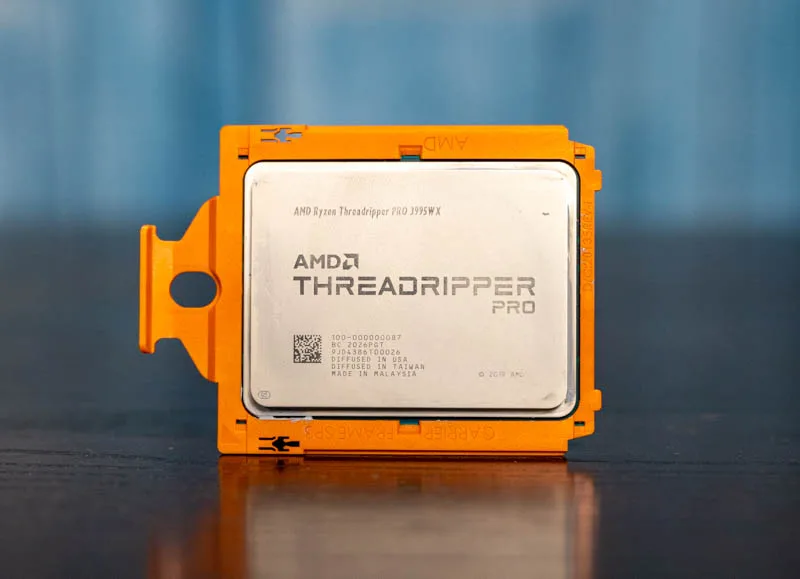 AMD
AMD Ryzen Threadripper PRO 3995WX
AMD
THREADRIPPER
PRO
100-000000087
BC 2026PGT
9JD4386T00026
DIFFUSED IN USA
DIFFUSED IN TAIWAN
MADE IN MALAYSIA
© 2019 AMD
CARRIER FRAME SP3